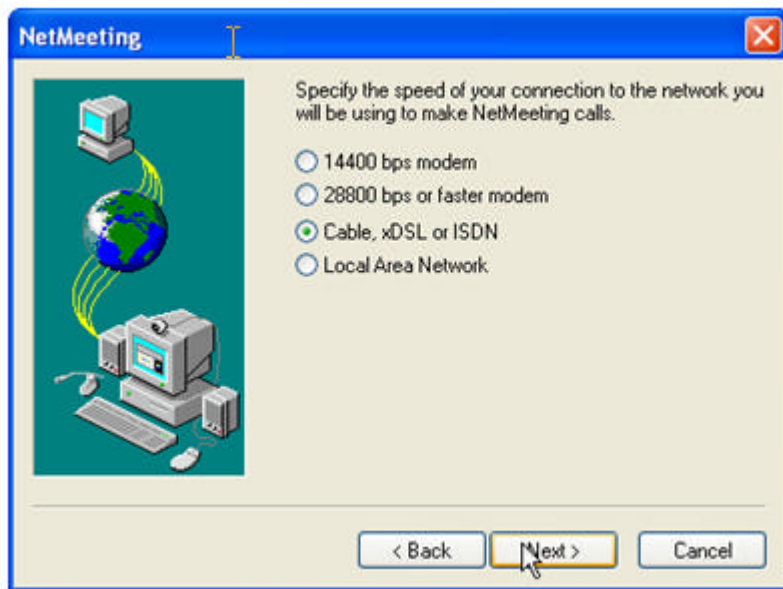 NetMeeting
Specify the speed of your connection to the network you
will be using to make NetMeeting calls.
14400 bps modem
28800 bps or faster modem
Cable, xDSL or ISDN
Local Area Network
< Back
Next >
Cancel